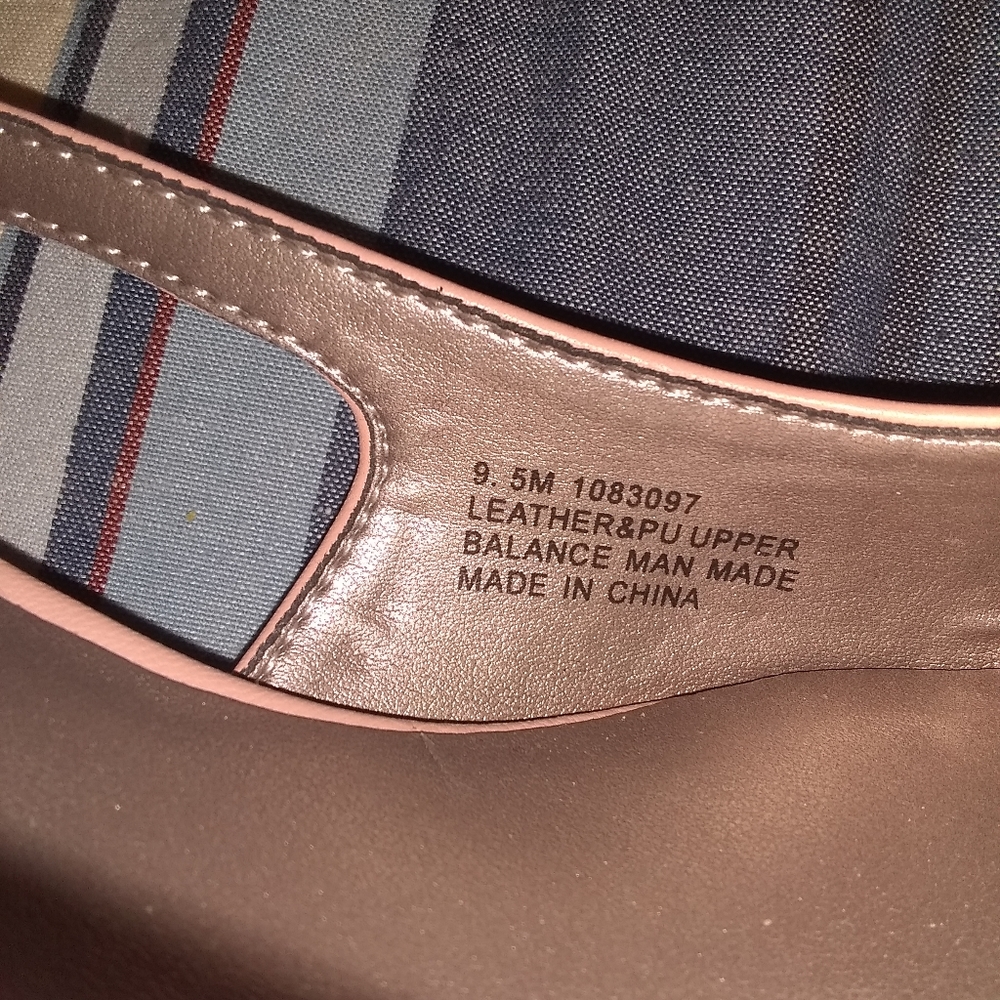 9.5M 1083097
LEATHER&PU UPPER
BALANCE MAN MADE
MADE IN CHINA